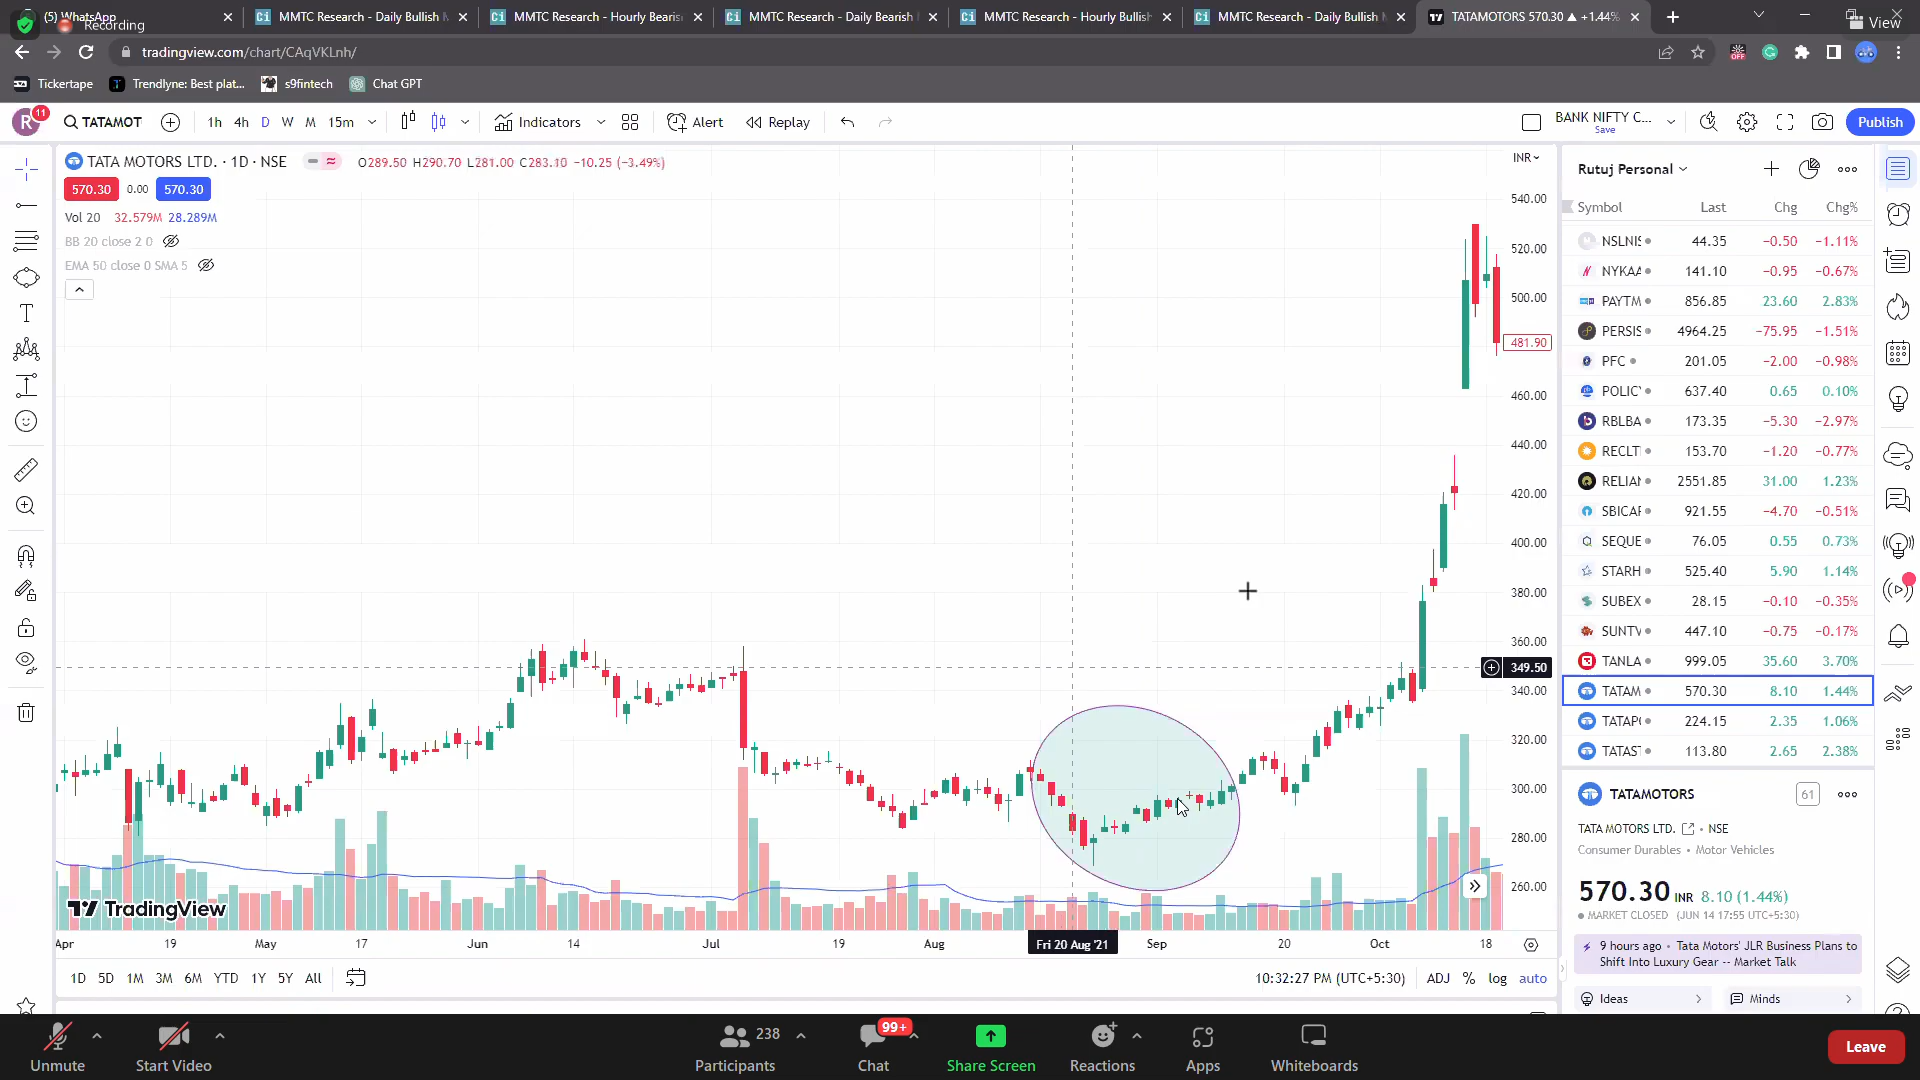 (5) WhatsApp
MMTC Research - Daily Bullish
MMTC Research - Hourly Bearis
MMTC Research - Daily Bearish
MMTC Research - Hourly Bullish
MMTC Research - Daily Bullish
TATAMOTORS 570.30 ▲ +1.44%
Recording
View
tradingview.com/chart/CAqVKLnh/
OFF
Tickertape
Trendlyne: Best plat...
s9fintech
Chat GPT
R 11
TATAMOT
1h 4h D W M 15m
Indicators
Alert
Replay
BANK NIFTY C...
Save
Publish
TATA MOTORS LTD. · 1D · NSE
O289.50 H290.70 L281.00 C283.10 −10.25 (−3.49%)
570.30 0.00 570.30
Vol 20 32.579M 28.289M
BB 20 close 2 0
EMA 50 close 0 SMA 5
INR
540.00
520.00
500.00
481.90
460.00
440.00
420.00
400.00
380.00
360.00
349.50
340.00
320.00
300.00
280.00
260.00
TradingView
Apr 19 May 17 Jun 14 Jul 19 Aug Fri 20 Aug '21 Sep 20 Oct 18
1D 5D 1M 3M 6M YTD 1Y 5Y All
10:32:27 PM (UTC+5:30) ADJ % log auto
Rutuj Personal
Symbol Last Chg Chg%
NSLNIS 44.35 −0.50 −1.11%
NYKAA 141.10 −0.95 −0.67%
PAYTM 856.85 23.60 2.83%
PERSIS 4964.25 −75.95 −1.51%
PFC 201.05 −2.00 −0.98%
POLICY 637.40 0.65 0.10%
RBLBA 173.35 −5.30 −2.97%
RECLTI 153.70 −1.20 −0.77%
RELIAN 2551.85 31.00 1.23%
SBICAR 921.55 −4.70 −0.51%
SEQUE 76.05 0.55 0.73%
STARH 525.40 5.90 1.14%
SUBEX 28.15 −0.10 −0.35%
SUNTV 447.10 −0.75 −0.17%
TANLA 999.05 35.60 3.70%
TATAM 570.30 8.10 1.44%
TATAPO 224.15 2.35 1.06%
TATAST 113.80 2.65 2.38%
TATAMOTORS 61
TATA MOTORS LTD. • NSE
Consumer Durables • Motor Vehicles
570.30 INR 8.10 (1.44%)
MARKET CLOSED (JUN 14 17:55 UTC+5:30)
9 hours ago • Tata Motors' JLR Business Plans to
Shift Into Luxury Gear -- Market Talk
Ideas
Minds
Unmute
Start Video
238
Participants
99+
Chat
Share Screen
Reactions
Apps
Whiteboards
Leave